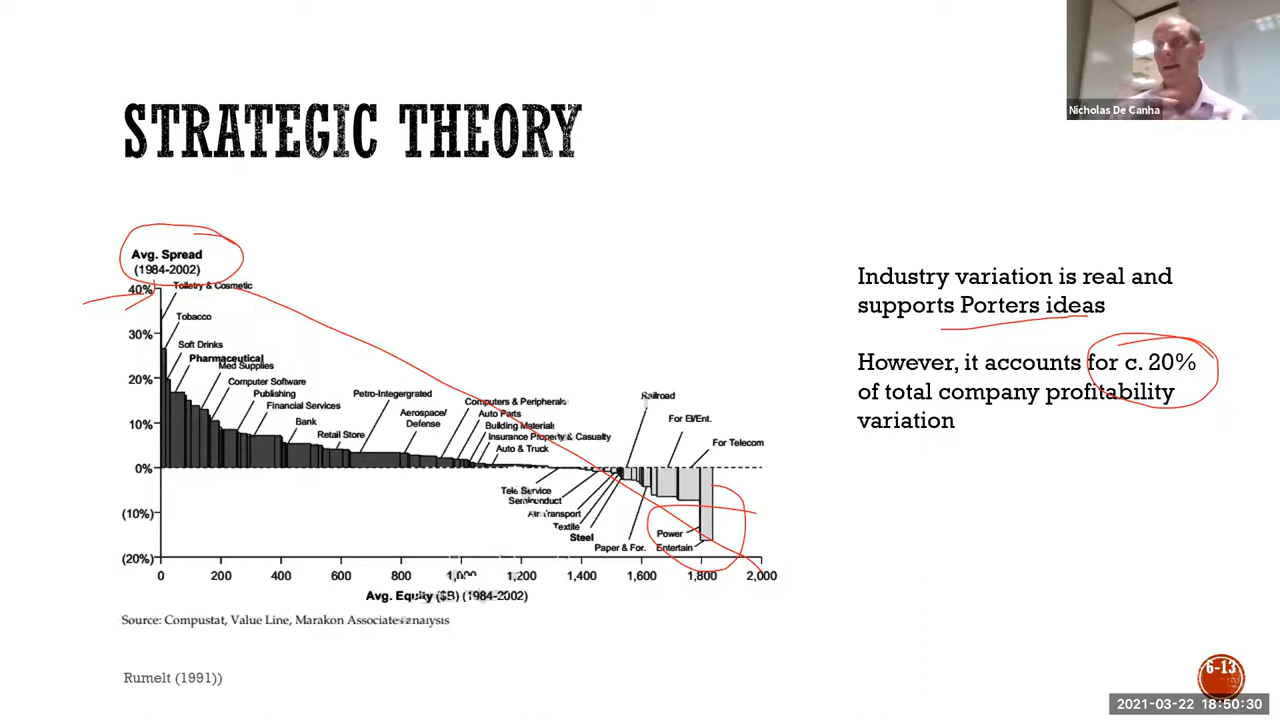 Nicholas De Canha
STRATEGIC THEORY
Avg. Spread
(1984-2002)
40%
Toiletry & Cosmetic
Tobacco
30%
Soft Drinks
Pharmaceutical
Med Supplies
20%
Computer Software
Publishing
Financial Services
Petro-Intergergrated
Railroad
Computers & Peripherals
Aerospace/
Defense
Auto Parts
For El/Ent.
10%
Bank
Building Materials
Retail Store
Insurance Property & Casualty
For Telecom
Auto & Truck
0%
Tele Service
Semiconduct
(10%)
Air Transport
Textile
Steel
Power
Paper & For.
Entertain
(20%)
0 200 400 600 800 1,000 1,200 1,400 1,600 1,800 2,000
Avg. Equity ($B) (1984-2002)
Source: Compustat, Value Line, Marakon Associates analysis
Industry variation is real and
supports Porters ideas
However, it accounts for c. 20%
of total company profitability
variation
Rumelt (1991))
6-13
2021-03-22 18:50:30